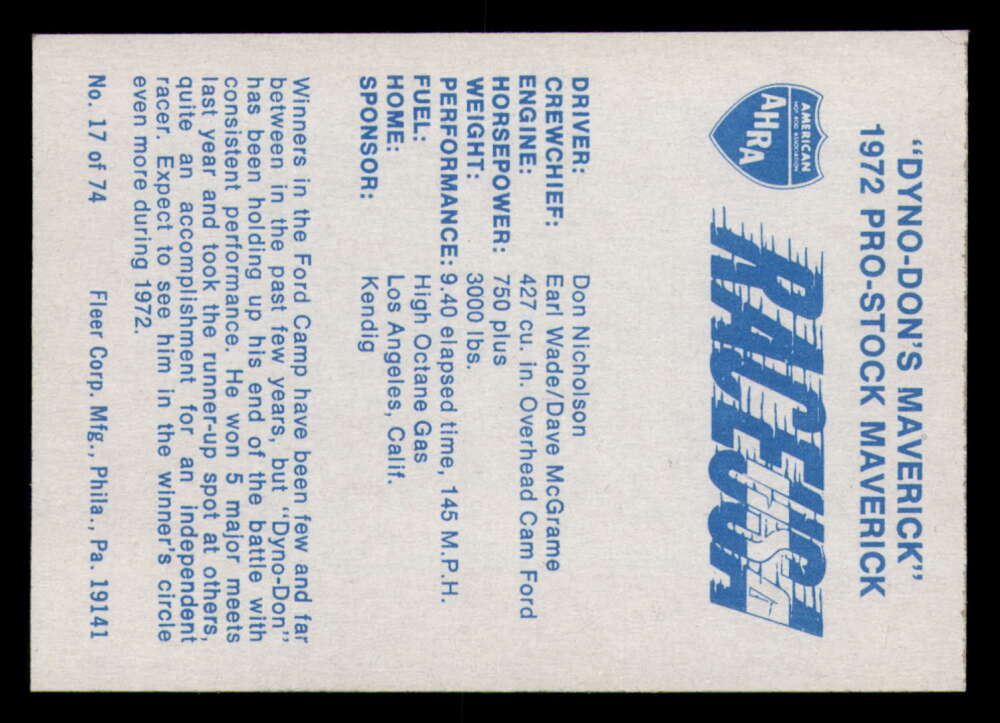 "DYNO-DON'S MAVERICK"
1972 PRO-STOCK MAVERICK
AMERICAN
HOT ROD ASSOCIATION
AHRA
RACE USA
DRIVER: Don Nicholson
CREWCHIEF: Earl Wade/Dave McGrame
ENGINE: 427 cu. in. Overhead Cam Ford
HORSEPOWER: 750 plus
WEIGHT: 3000 lbs.
PERFORMANCE: 9.40 elapsed time, 145 M.P.H.
FUEL: High Octane Gas
HOME: Los Angeles, Calif.
SPONSOR: Kendig
Winners in the Ford Camp have been few and far
between in the past few years, but "Dyno-Don"
has been holding up his end of the battle with
consistent performance. He won 5 major meets
last year and took the runner-up spot at others,
quite an accomplishment for an independent
racer. Expect to see him in the winner's circle
even more during 1972.
No. 17 of 74 Fleer Corp. Mfg., Phila., Pa. 19141